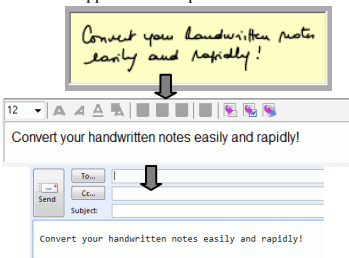 Convert your handwritten notes
easily and rapidly!
12
Convert your handwritten notes easily and rapidly!
To...
Cc...
Send
Subject:
Convert your handwritten notes easily and rapidly!